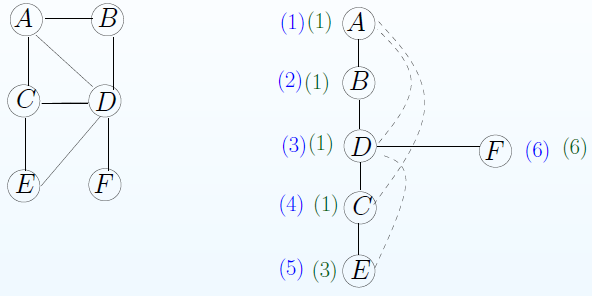 A B
C D
E F
(1) (1) A
(2) (1) B
(3) (1) D F (6) (6)
(4) (1) C
(5) (3) E